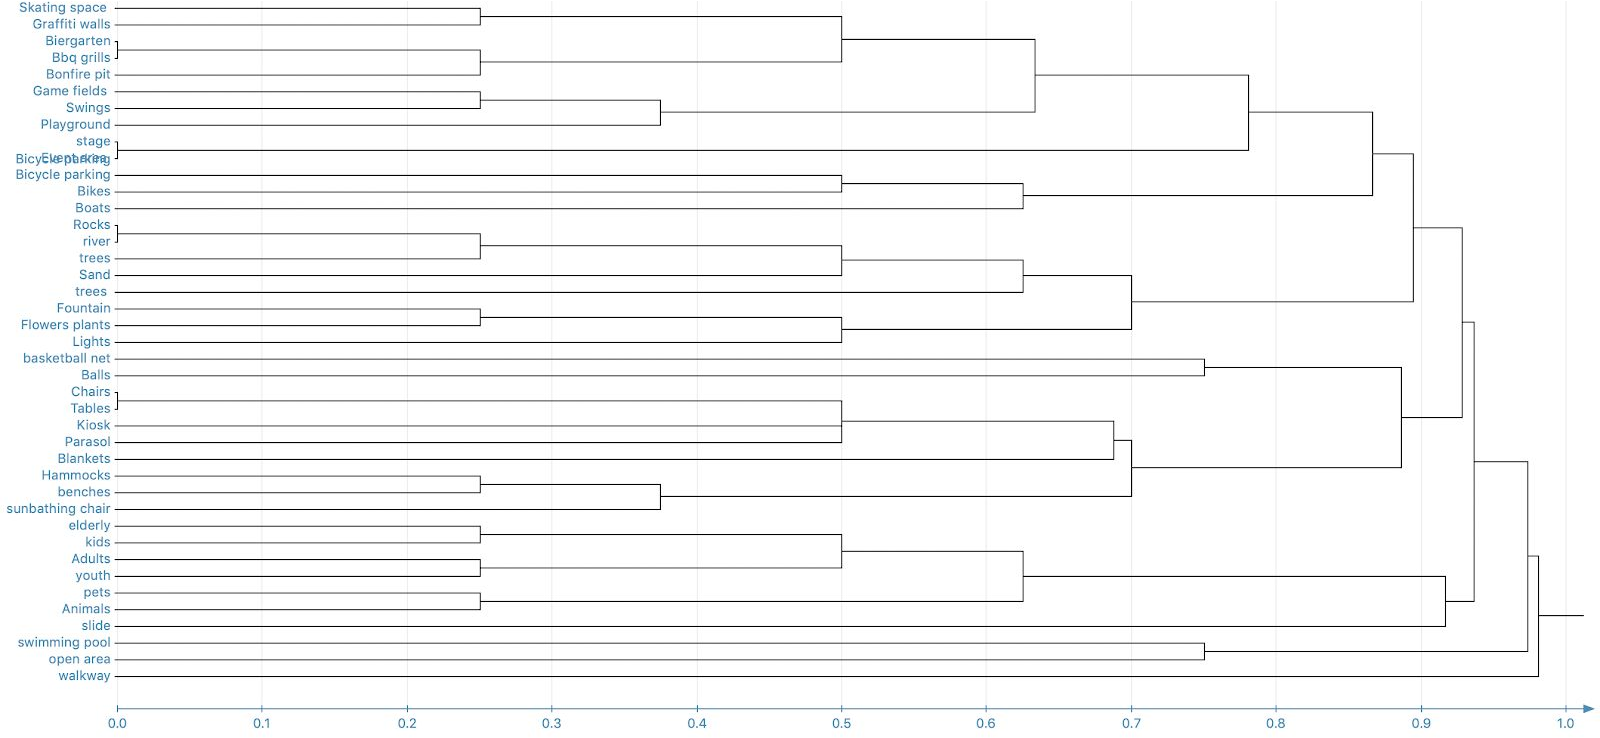 Skating space
Graffiti walls
Biergarten
Bbq grills
Bonfire pit
Game fields
Swings
Playground
stage
Bicycle parking
Bikes
Boats
Rocks
river
trees
Sand
trees
Fountain
Flowers plants
Lights
basketball net
Balls
Chairs
Tables
Kiosk
Parasol
Blankets
Hammocks
benches
sunbathing chair
elderly
kids
Adults
youth
pets
Animals
slide
swimming pool
open area
walkway
0.0 0.1 0.2 0.3 0.4 0.5 0.6 0.7 0.8 0.9 1.0